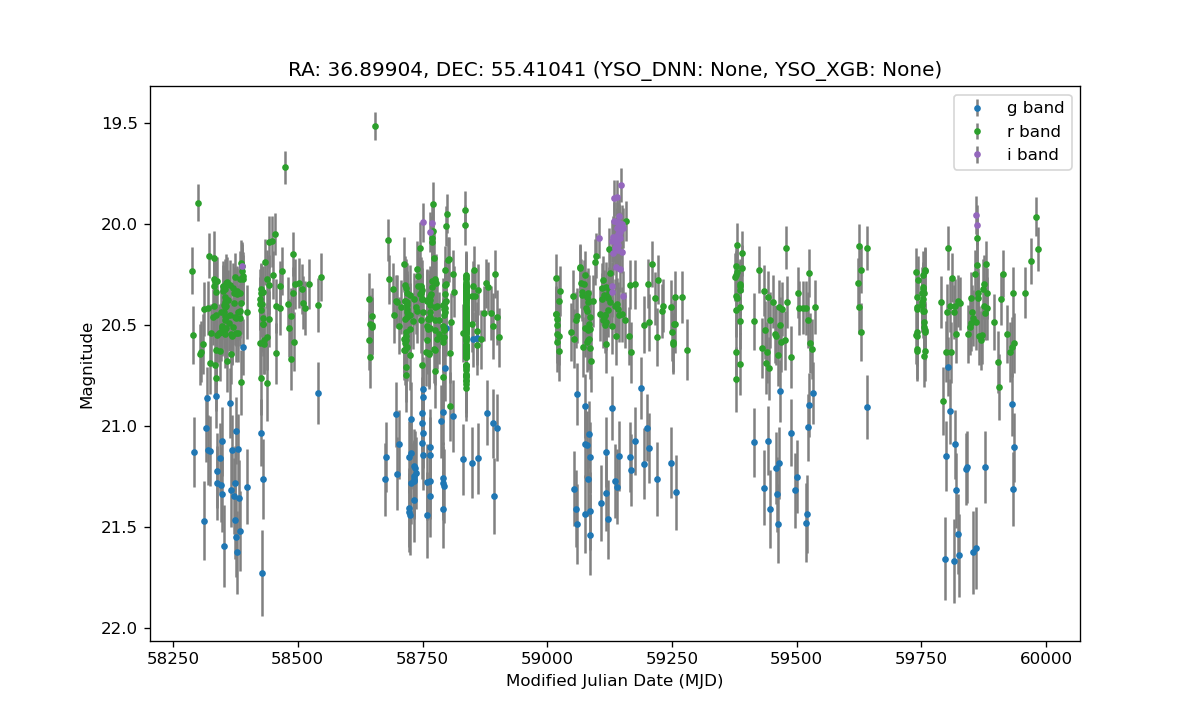 RA: 36.89904, DEC: 55.41041 (YSO_DNN: None, YSO_XGB: None)
g band
r band
i band
19.5
20.0
20.5
21.0
21.5
22.0
Magnitude
58250
58500
58750
59000
59250
59500
59750
60000
Modified Julian Date (MJD)